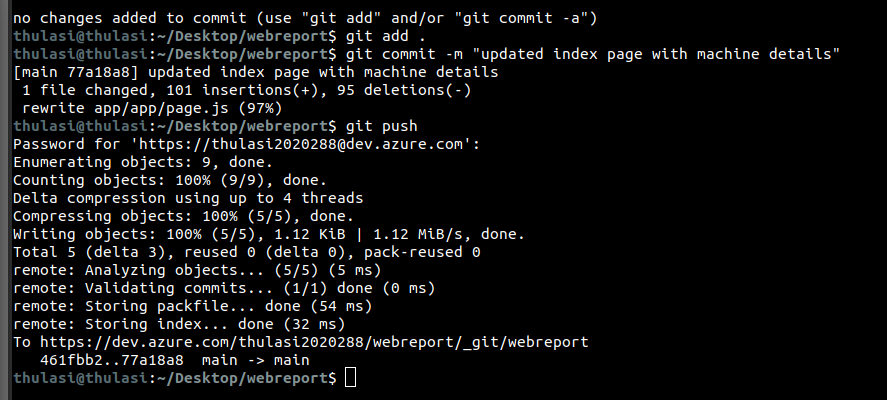 no changes added to commit (use "git add" and/or "git commit -a")
thulasi@thulasi:~/Desktop/webreport$ git add .
thulasi@thulasi:~/Desktop/webreport$ git commit -m "updated index page with machine details"
[main 77a18a8] updated index page with machine details
 1 file changed, 101 insertions(+), 95 deletions(-)
 rewrite app/app/page.js (97%)
thulasi@thulasi:~/Desktop/webreport$ git push
Password for 'https://thulasi2020288@dev.azure.com':
Enumerating objects: 9, done.
Counting objects: 100% (9/9), done.
Delta compression using up to 4 threads
Compressing objects: 100% (5/5), done.
Writing objects: 100% (5/5), 1.12 KiB | 1.12 MiB/s, done.
Total 5 (delta 3), reused 0 (delta 0), pack-reused 0
remote: Analyzing objects... (5/5) (5 ms)
remote: Validating commits... (1/1) done (0 ms)
remote: Storing packfile... done (54 ms)
remote: Storing index... done (32 ms)
To https://dev.azure.com/thulasi2020288/webreport/_git/webreport
   461fbb2..77a18a8  main -> main
thulasi@thulasi:~/Desktop/webreport$